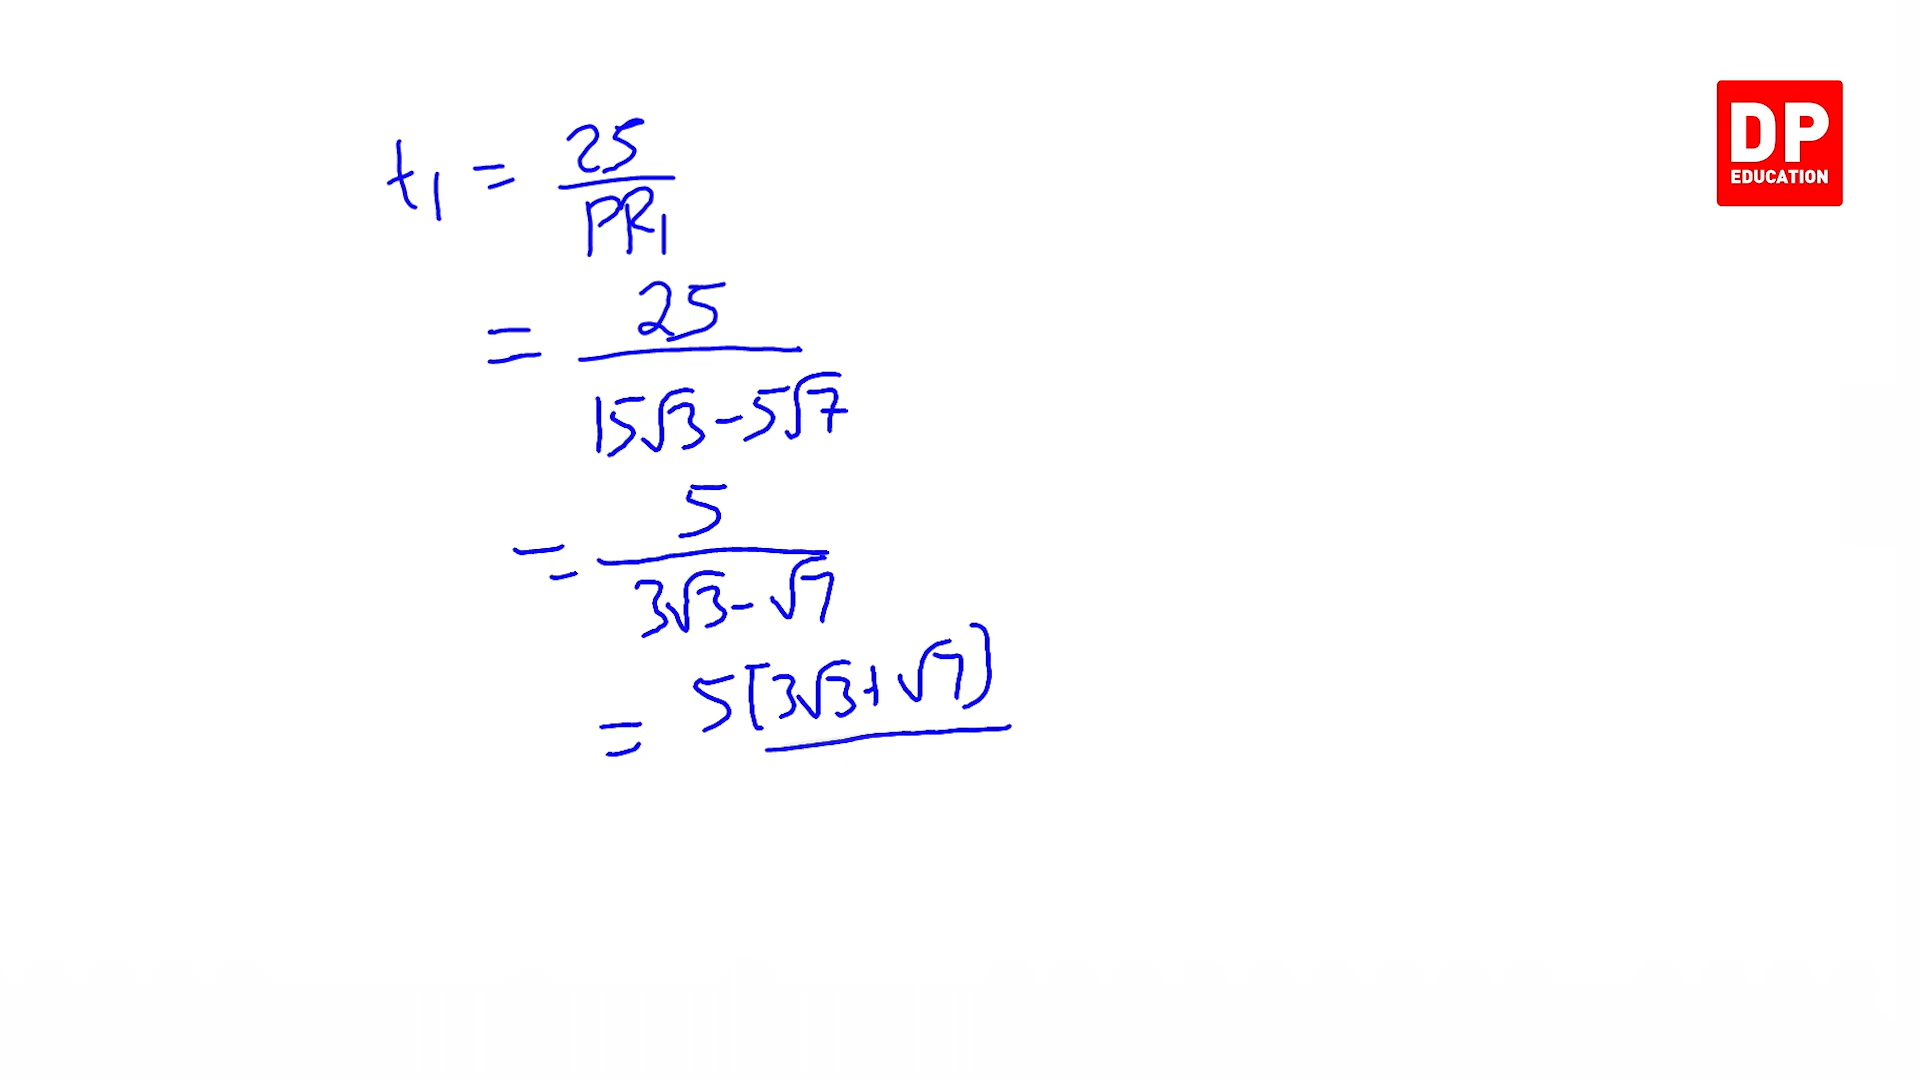 DP
EDUCATION
t₁ = 25
PR₁
= 25
15√3 - 5√7
= 5
3√3 - √7
= 5[3√3 + √7)